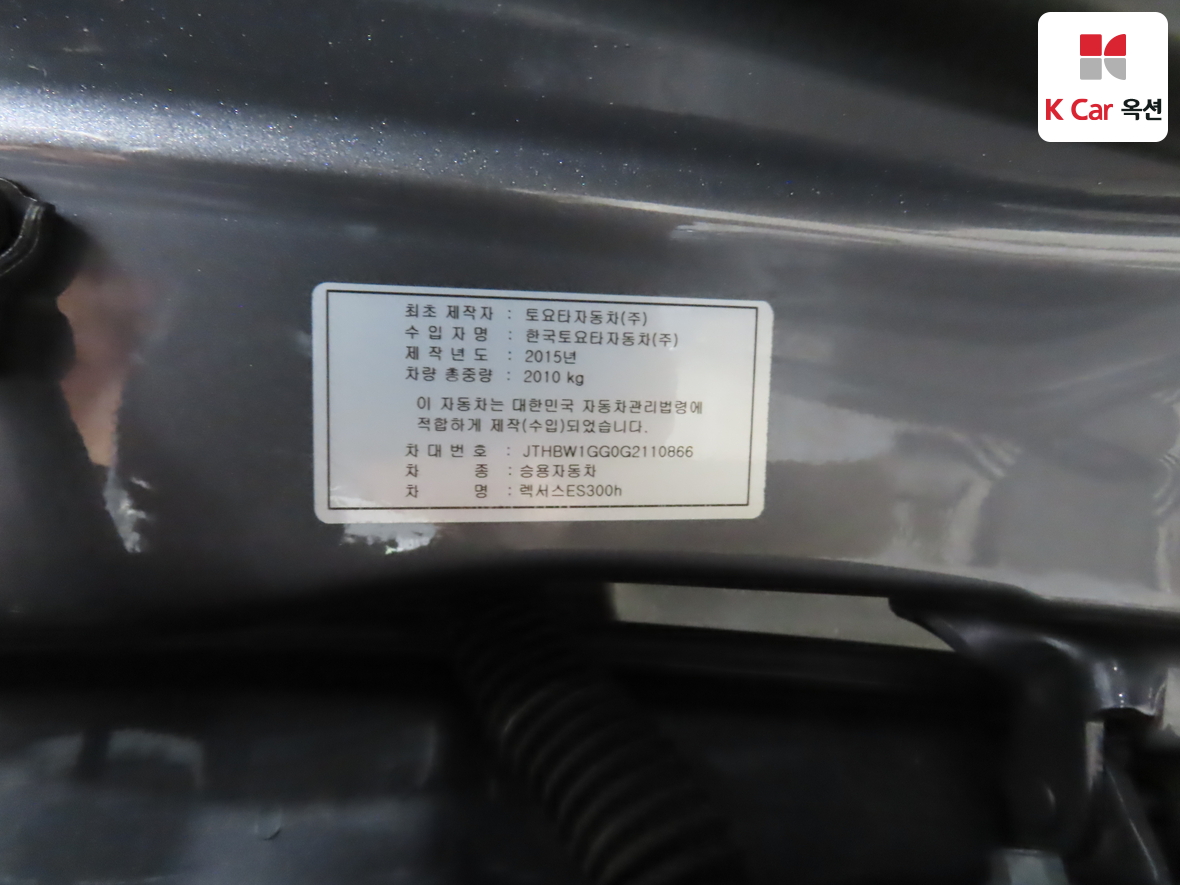 K Car 옥션
최초 제작자 : 토요타자동차(주)
수 입 자 명 : 한국토요타자동차(주)
제 작 년 도 : 2015년
차량 총중량 : 2010 kg
이 자동차는 대한민국 자동차관리법령에
적합하게 제작(수입)되었습니다.
차 대 번 호 : JTHBW1GG0G2110866
차 종 : 승용자동차
차 명 : 렉서스ES300h